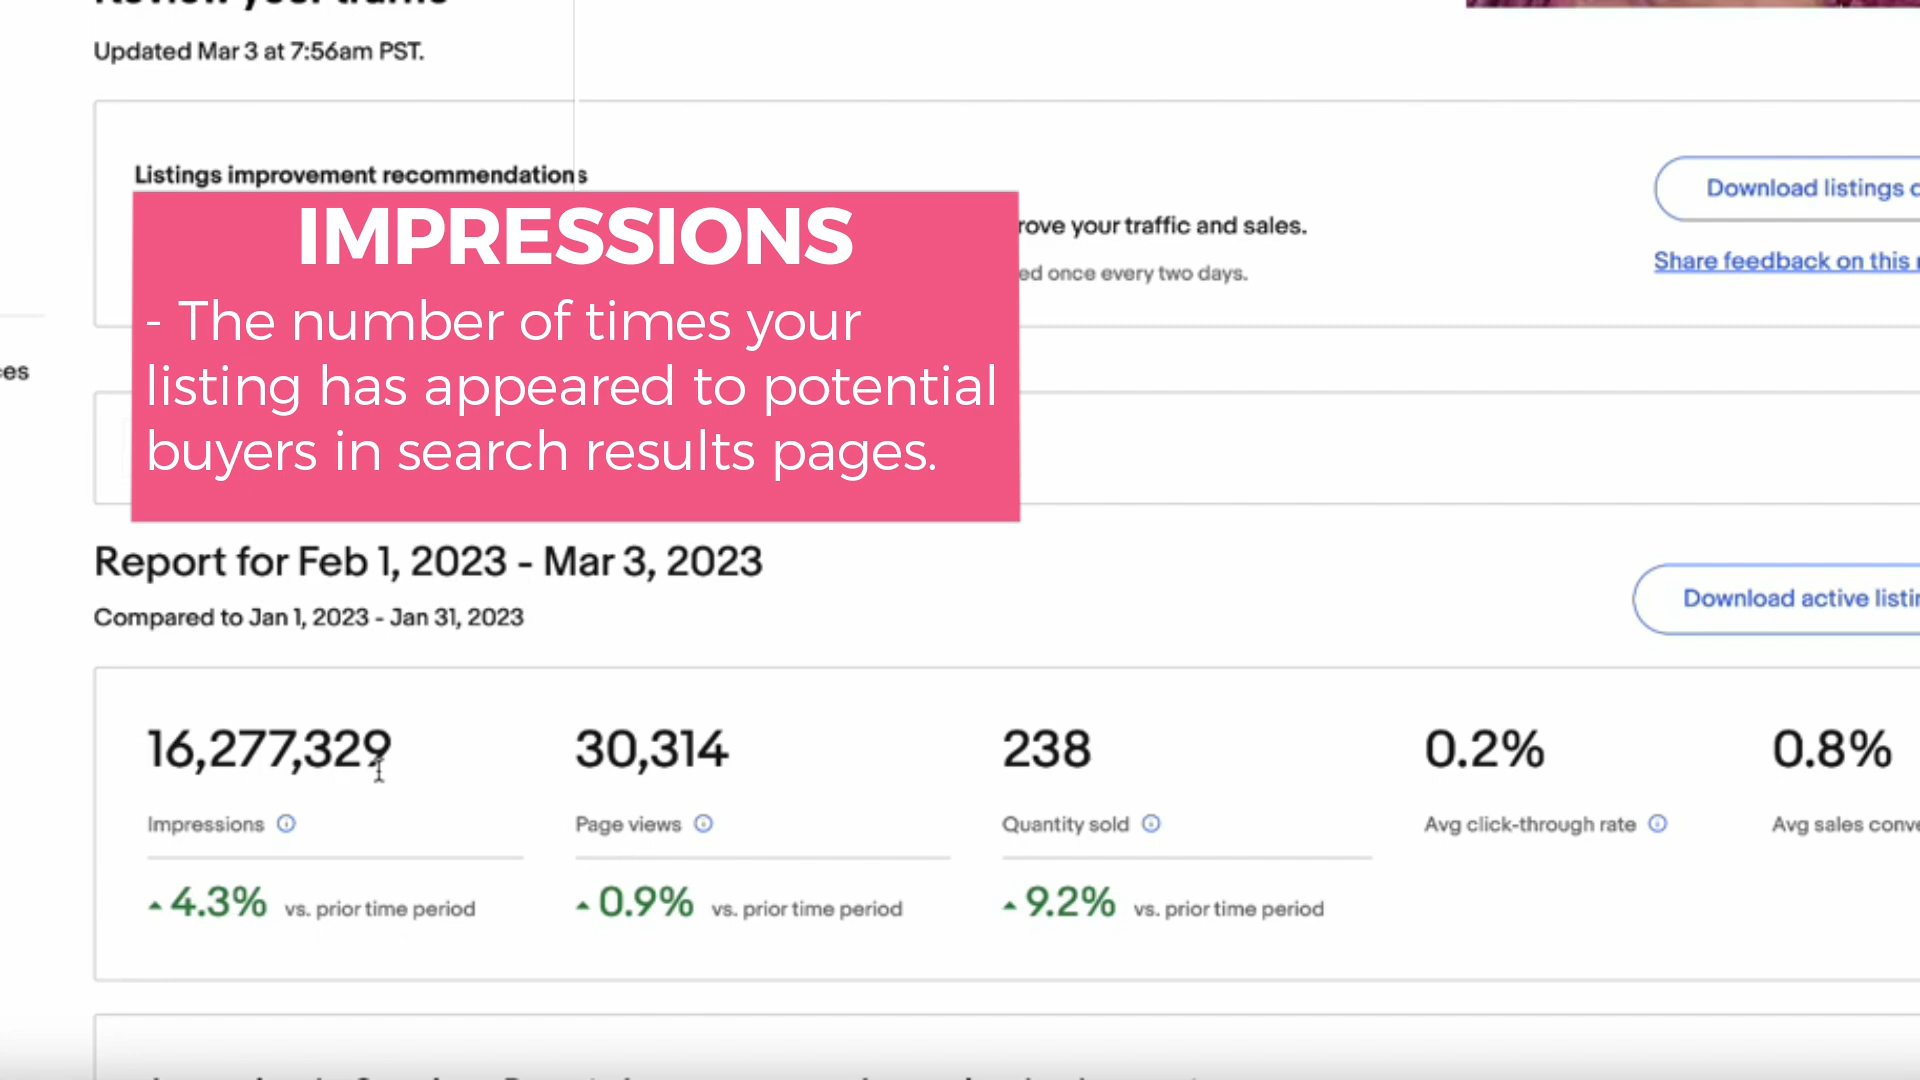 Review your traffic
Updated Mar 3 at 7:56am PST.
Listings improvement recommendations
Download listings
rove your traffic and sales.
Share feedback on this
ed once every two days.
IMPRESSIONS
- The number of times your
listing has appeared to potential
buyers in search results pages.
es
Report for Feb 1, 2023 - Mar 3, 2023
Compared to Jan 1, 2023 - Jan 31, 2023
Download active listin
16,277,329 30,314 238 0.2% 0.8%
Impressions Page views Quantity sold Avg click-through rate Avg sales conve
4.3% vs. prior time period 0.9% vs. prior time period 9.2% vs. prior time period